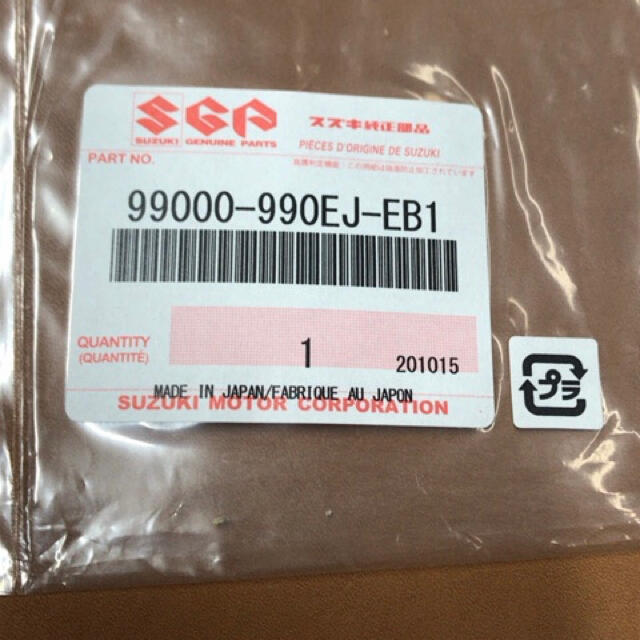 SGP
SUZUKI GENUINE PARTS
スズキ純正部品
PIÈCES D'ORIGINE DE SUZUKI
PART NO.
99000-990EJ-EB1
QUANTITY
(QUANTITÉ)
1
201015
MADE IN JAPAN/FABRIQUE AU JAPON
SUZUKI MOTOR CORPORATION
プラ